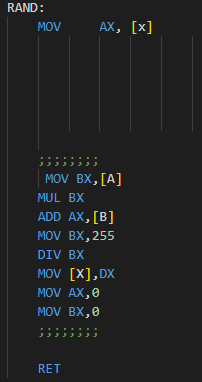 RAND:
MOV AX, [x]
;;;;;;;;
MOV BX,[A]
MUL BX
ADD AX,[B]
MOV BX,255
DIV BX
MOV [X],DX
MOV AX,0
MOV BX,0
;;;;;;;;
RET